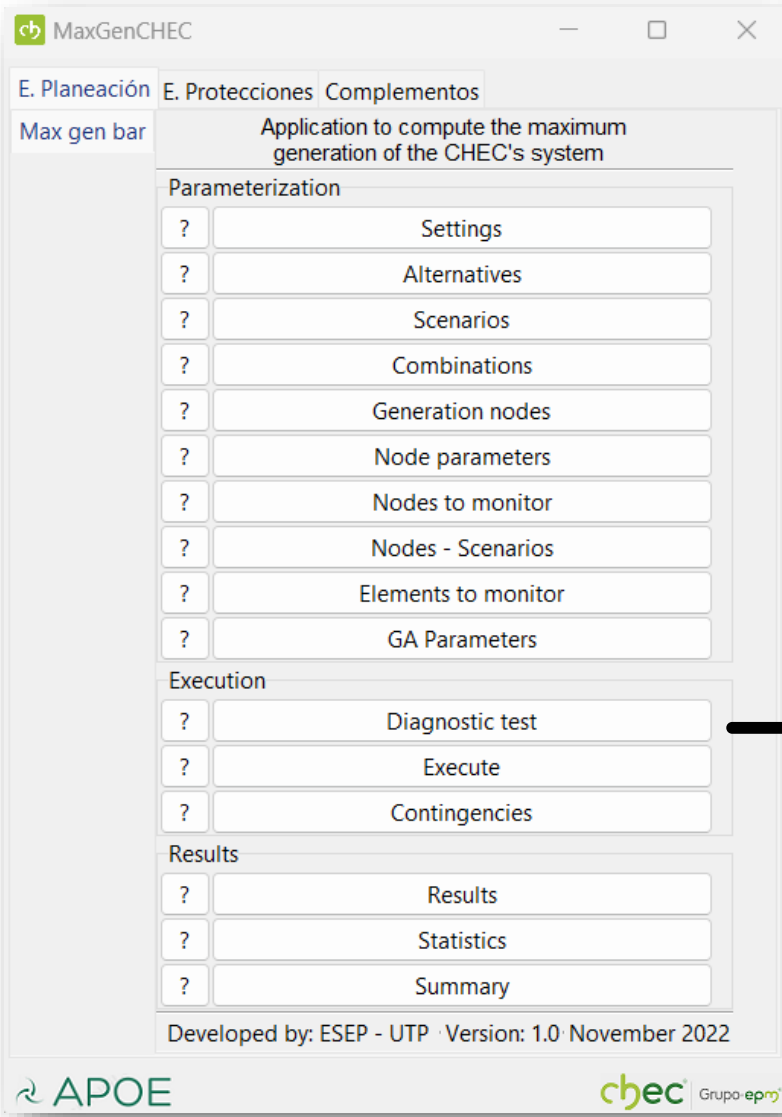 MaxGenCHEC
E. Planeación E. Protecciones Complementos
Max gen bar
Application to compute the maximum
generation of the CHEC's system
Parameterization
? Settings
? Alternatives
? Scenarios
? Combinations
? Generation nodes
? Node parameters
? Nodes to monitor
? Nodes - Scenarios
? Elements to monitor
? GA Parameters
Execution
? Diagnostic test
? Execute
? Contingencies
Results
? Results
? Statistics
? Summary
Developed by: ESEP - UTP Version: 1.0 November 2022
APOE chec Grupo·epm